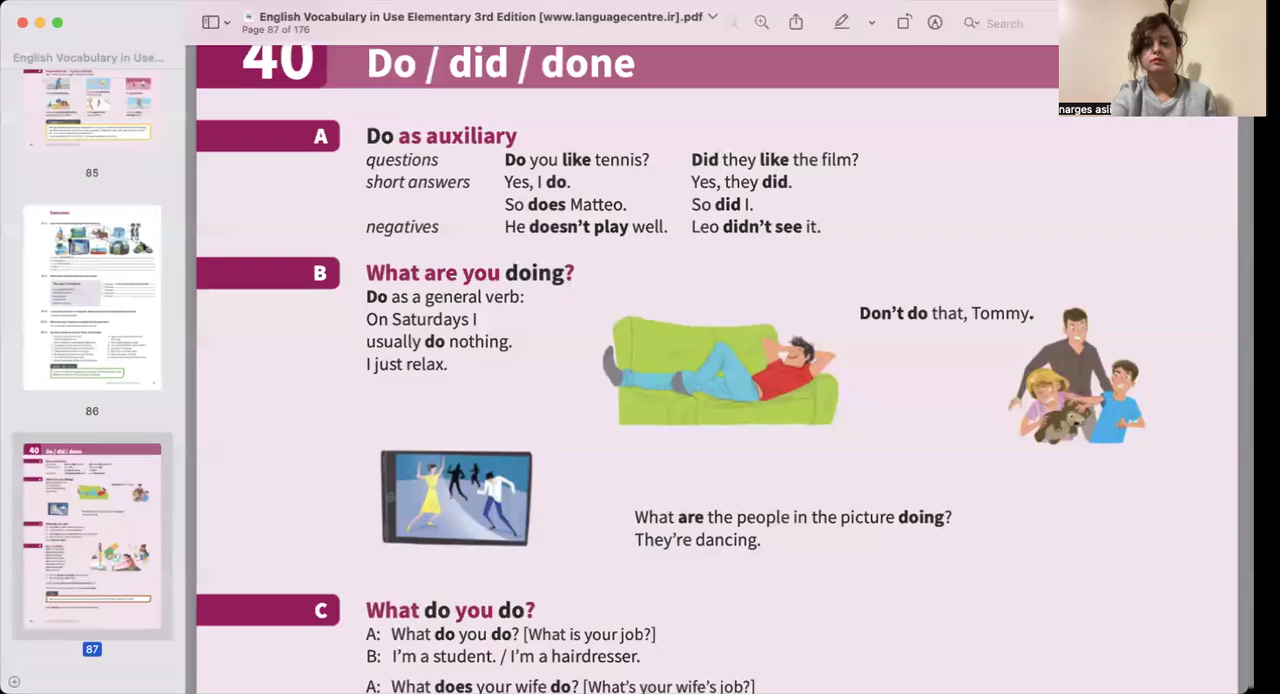 English Vocabulary in Use Elementary 3rd Edition [www.languagecentre.ir].pdf
Page 87 of 176
Search
English Vocabulary in Use...
85
86
40 Do / did / done
87
narges asli
40 Do / did / done
A Do as auxiliary
questions Do you like tennis? Did they like the film?
short answers Yes, I do. Yes, they did.
So does Matteo. So did I.
negatives He doesn't play well. Leo didn't see it.
B What are you doing?
Do as a general verb:
On Saturdays I
usually do nothing.
I just relax.
Don't do that, Tommy.
What are the people in the picture doing?
They're dancing.
C What do you do?
A: What do you do? [What is your job?]
B: I'm a student. / I'm a hairdresser.
A: What does your wife do? [What's your wife's job?]